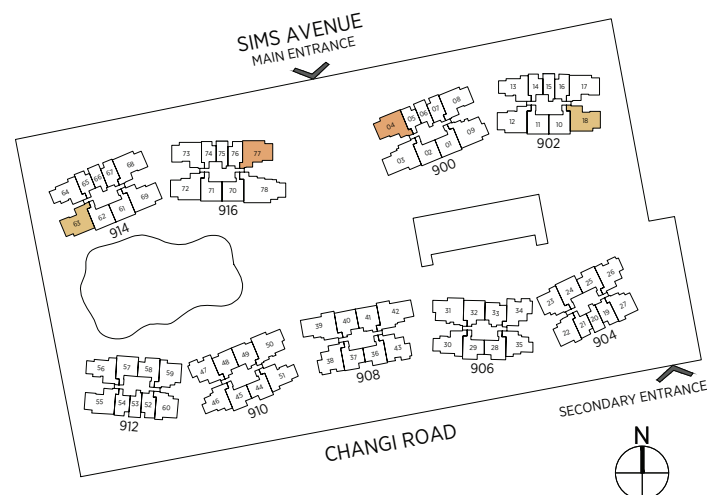 SIMS AVENUE
MAIN ENTRANCE
04 05 06 07 08
03 02 01 09
900
13 14 15 16 17
12 11 10 18
902
73 74 75 76 77
72 71 70 78
916
64 65 66 67 68
63 62 61 69
914
23 24 25 26
22 21 20 19 27
904
31 32 33 34
30 29 28 35
906
39 40 41 42
38 37 36 43
908
47 48 49 50
46 45 44 51
910
56 57 58 59
55 54 53 52 60
912
SECONDARY ENTRANCE
CHANGI ROAD
N